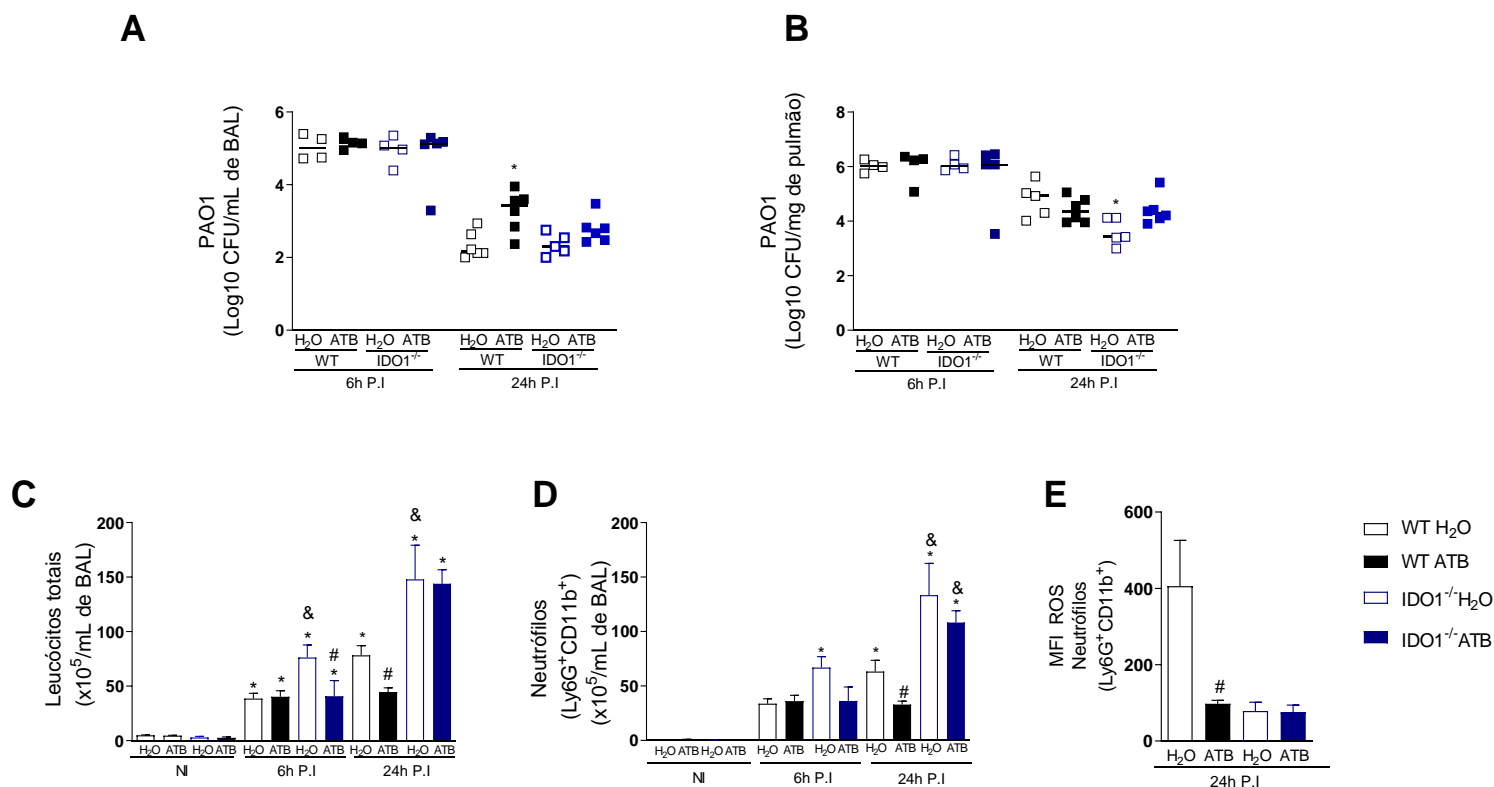 A
PAO1
(Log10 CFU/mL de BAL)
6
4
2
0
H2O ATB H2O ATB H2O ATB H2O ATB
WT IDO1-/- WT IDO1-/-
6h P.I 24h P.I
*
B
PAO1
(Log10 CFU/mg de pulmão)
8
6
4
2
0
H2O ATB H2O ATB H2O ATB H2O ATB
WT IDO1-/- WT IDO1-/-
6h P.I 24h P.I
*
C
Leucócitos totais
(x10^5/mL de BAL)
200
150
100
50
0
* * & * # * * # & * *
H2O ATB H2O ATB H2O ATB H2O ATB H2O ATB H2O ATB
NI 6h P.I 24h P.I
D
Neutrófilos
(Ly6G+CD11b+)
(x10^5/mL de BAL)
200
150
100
50
0
* * # & * & *
H2O ATB H2O ATB H2O ATB H2O ATB H2O ATB H2O ATB
NI 6h P.I 24h P.I
E
MFI ROS
Neutrófilos
(Ly6G+CD11b+)
600
400
200
0
#
H2O ATB H2O ATB
24h P.I
WT H2O
WT ATB
IDO1-/-H2O
IDO1-/-ATB